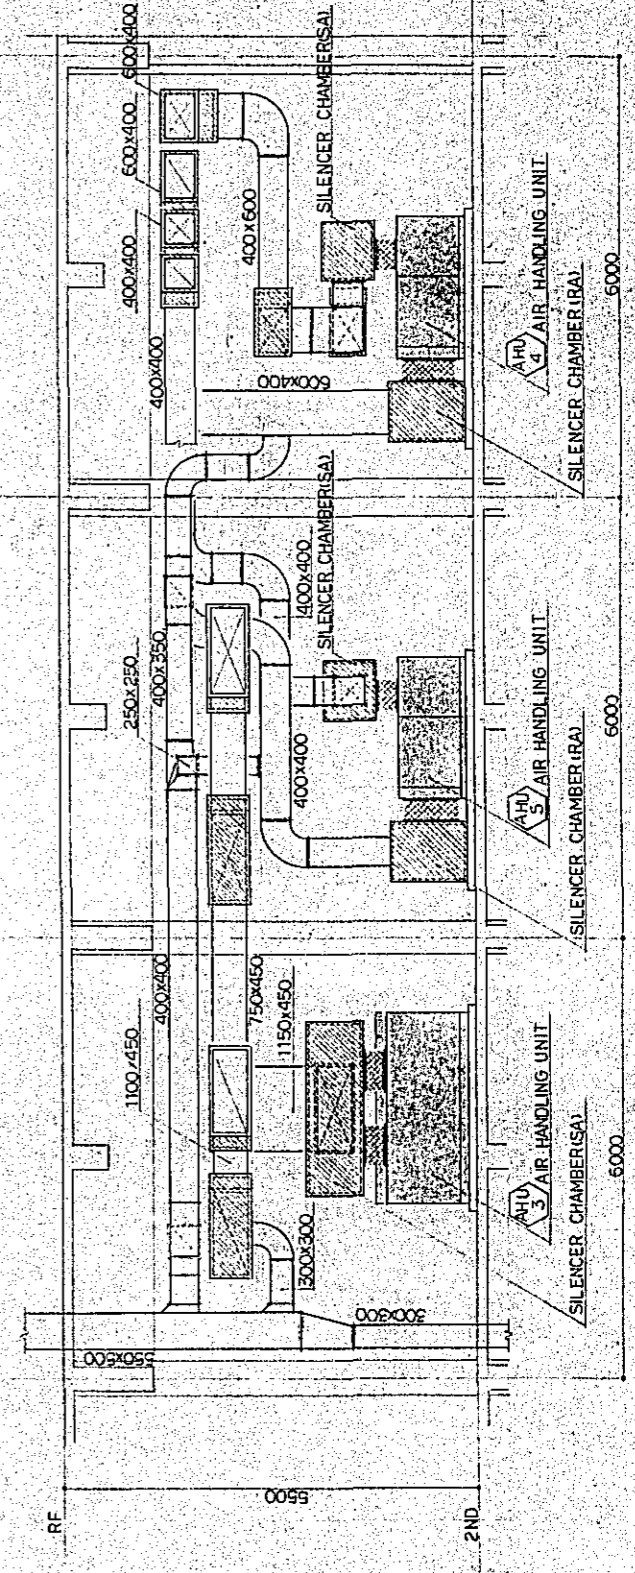 RF
2ND
5500
550x500
300x300
1300x300
1100x450
400x400
750x450
1150x450
250x250
400x350
400x400
400x400
400x400
400x400
600x400
600x400
400x600
600x400
SILENCER CHAMBER(SA)
SILENCER CHAMBER(SA)
AHU
3
AIR HANDLING UNIT
SILENCER CHAMBER(SA)
AHU
5
AIR HANDLING UNIT
SILENCER CHAMBER(RA)
AHU
4
AIR HANDLING UNIT
SILENCER CHAMBER(RA)
6000
6000
6000